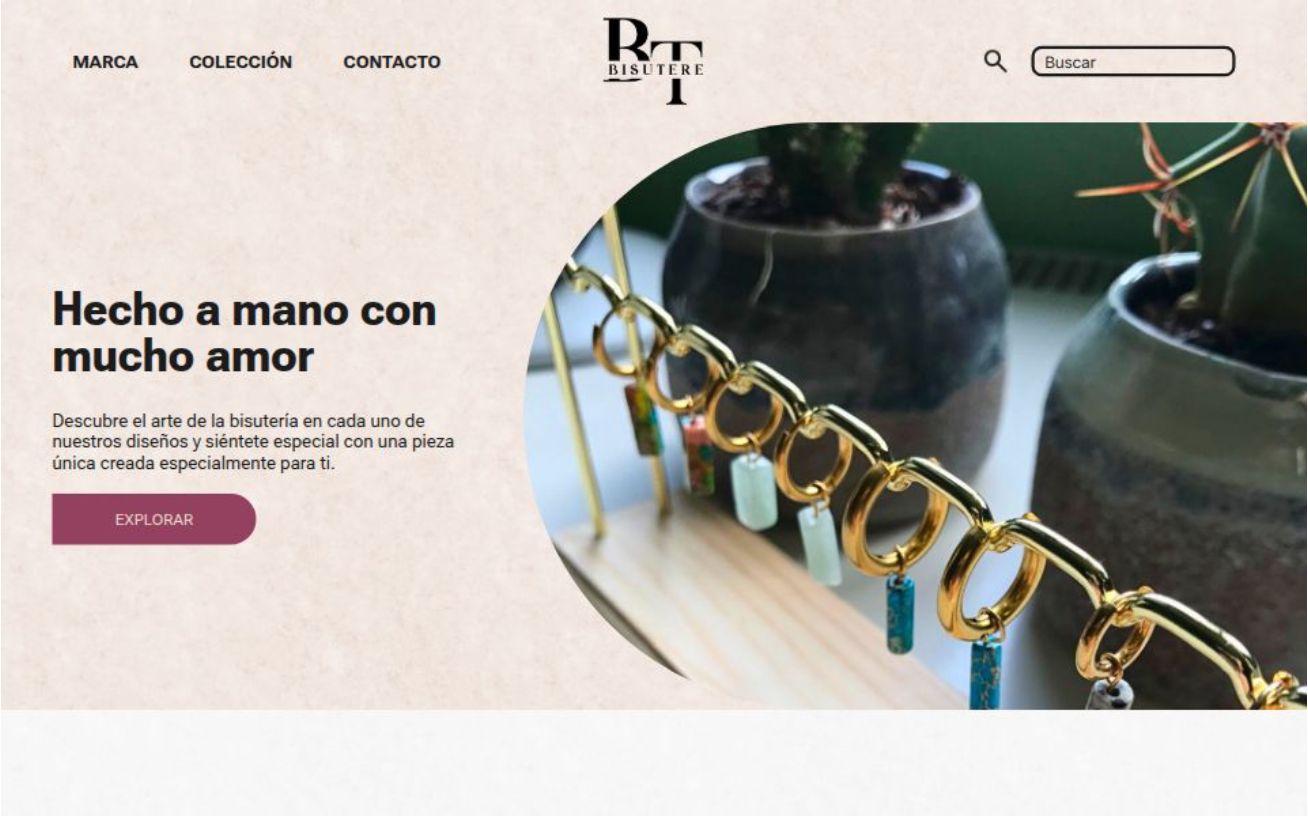 MARCA COLECCIÓN CONTACTO
BT
BISUTERE
Buscar
Hecho a mano con
mucho amor
Descubre el arte de la bisutería en cada uno de
nuestros diseños y siéntete especial con una pieza
única creada especialmente para ti.
EXPLORAR